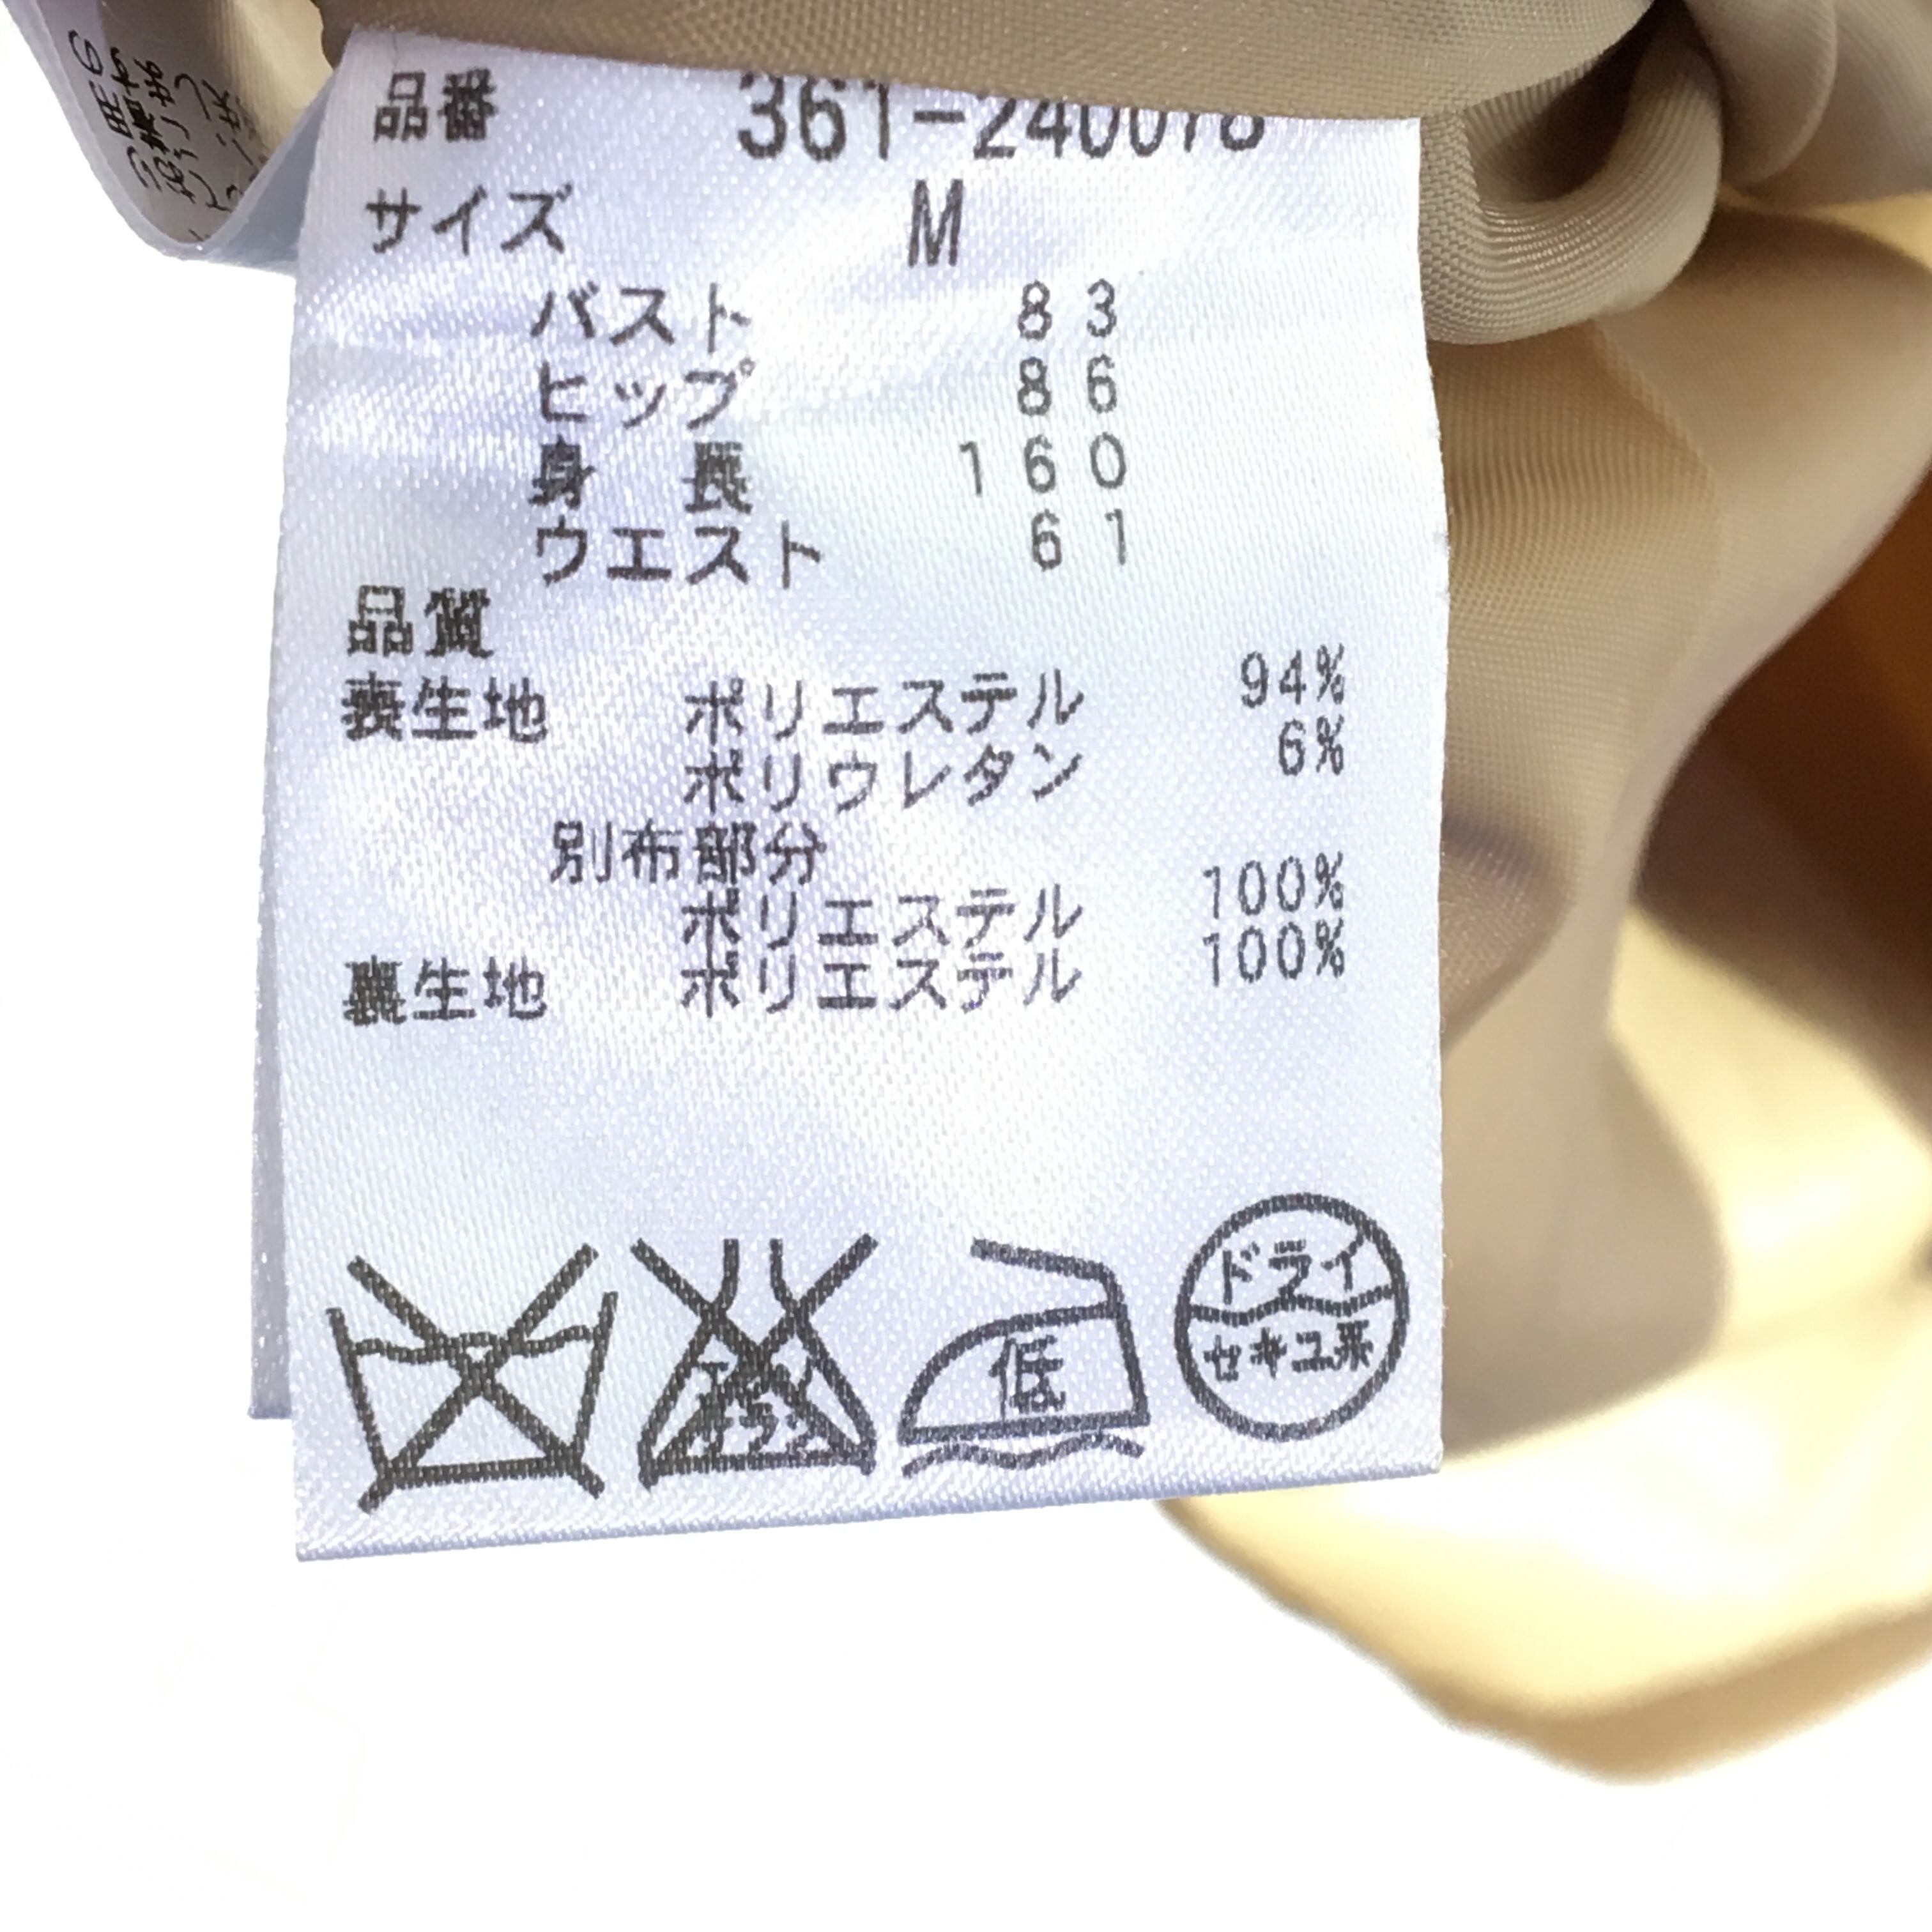 品番 361-240078
サイズ M
バスト 83
ヒップ 86
身 長 160
ウエスト 61
品質
表生地 ポリエステル 94%
ポリウレタン 6%
別布部分
ポリエステル 100%
裏生地 ポリエステル 100%
低
ドライ
セキユ系